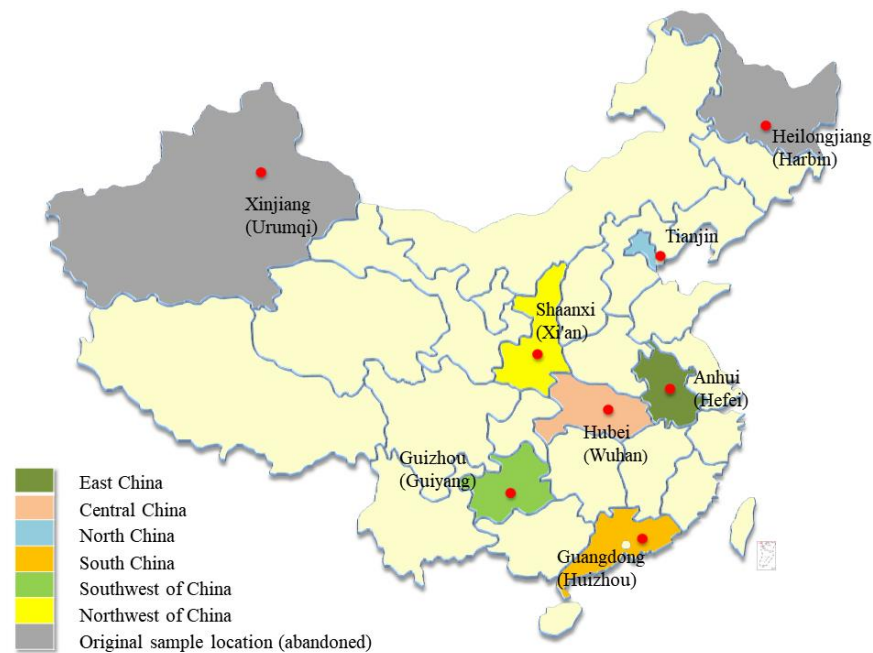 Heilongjiang
(Harbin)
Xinjiang
(Urumqi)
Tianjin
Shaanxi
(Xi'an)
Anhui
(Hefei)
Hubei
(Wuhan)
Guizhou
(Guiyang)
Guangdong
(Huizhou)
East China
Central China
North China
South China
Southwest of China
Northwest of China
Original sample location (abandoned)